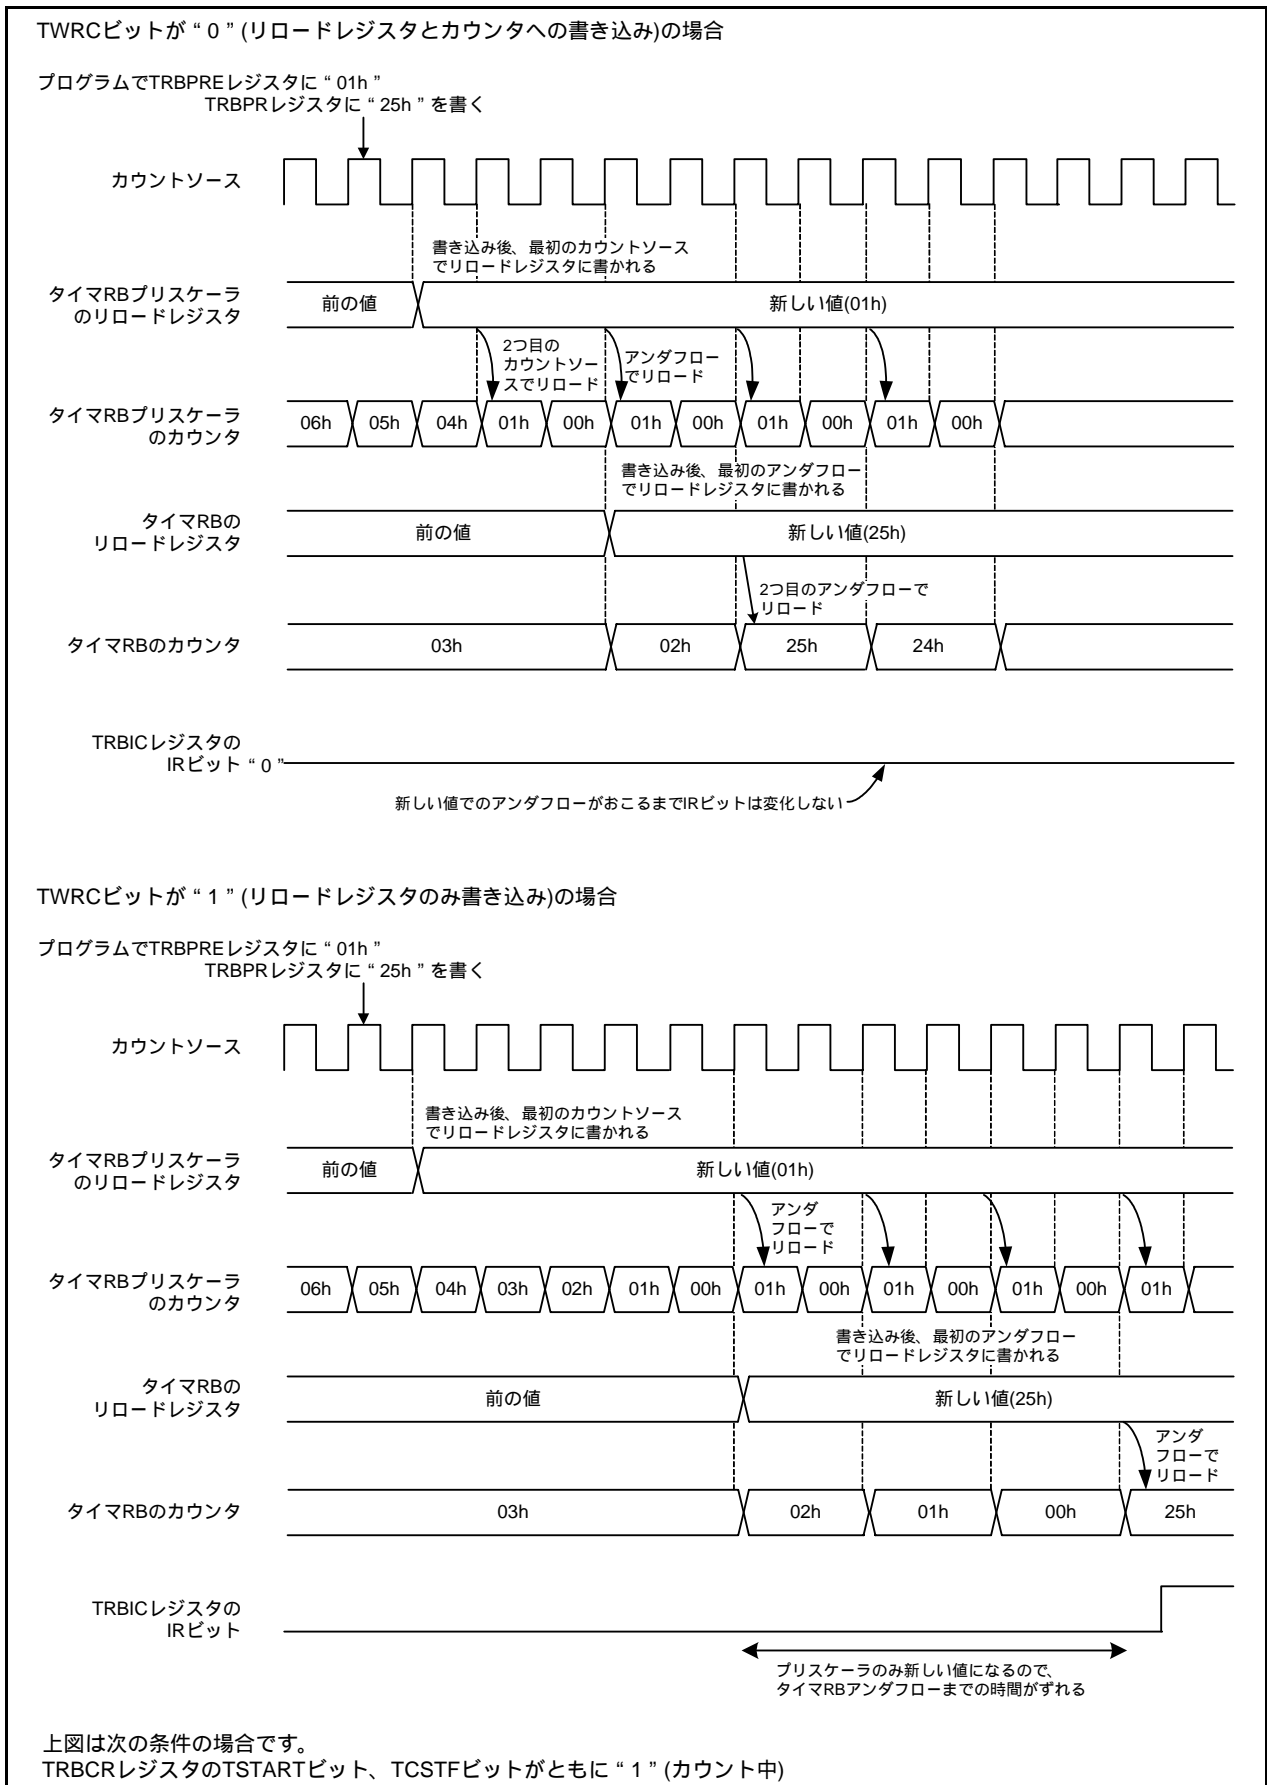 TWRCビットが“0”(リロードレジスタとカウンタへの書き込み)の場合
プログラムでTRBPREレジスタに“01h”
TRBPRレジスタに“25h”を書く
カウントソース
書き込み後、最初のカウントソース
でリロードレジスタに書かれる
タイマRBプリスケーラ
のリロードレジスタ
前の値
新しい値(01h)
2つ目の
カウントソー
スでリロード
アンダフロー
でリロード
タイマRBプリスケーラ
のカウンタ
06h 05h 04h 01h 00h 01h 00h 01h 00h 01h 00h
書き込み後、最初のアンダフロー
でリロードレジスタに書かれる
タイマRBの
リロードレジスタ
前の値
新しい値(25h)
2つ目のアンダフローで
リロード
タイマRBのカウンタ
03h 02h 25h 24h
TRBICレジスタの
IRビット“0”
新しい値でのアンダフローがおこるまでIRビットは変化しない
TWRCビットが“1”(リロードレジスタのみ書き込み)の場合
プログラムでTRBPREレジスタに“01h”
TRBPRレジスタに“25h”を書く
カウントソース
書き込み後、最初のカウントソース
でリロードレジスタに書かれる
タイマRBプリスケーラ
のリロードレジスタ
前の値
新しい値(01h)
アンダ
フローで
リロード
タイマRBプリスケーラ
のカウンタ
06h 05h 04h 03h 02h 01h 00h 01h 00h 01h 00h 01h 00h 01h
書き込み後、最初のアンダフロー
でリロードレジスタに書かれる
タイマRBの
リロードレジスタ
前の値
新しい値(25h)
アンダ
フローで
リロード
タイマRBのカウンタ
03h 02h 01h 00h 25h
TRBICレジスタの
IRビット
プリスケーラのみ新しい値になるので、
タイマRBアンダフローまでの時間がずれる
上図は次の条件の場合です。
TRBCRレジスタのTSTARTビット、TCSTFビットがともに“1”(カウント中)